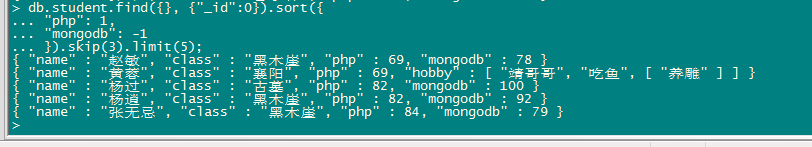 > db.student.find({}, {"_id":0}).sort({
... "php": 1,
... "mongodb": -1
... }).skip(3).limit(5);
{ "name" : "赵敏", "class" : "黑木崖", "php" : 69, "mongodb" : 78 }
{ "name" : "黄蓉", "class" : "襄阳", "php" : 69, "hobby" : [ "靖哥哥", "吃鱼", [ "养雕" ] ] }
{ "name" : "杨过", "class" : "古墓", "php" : 82, "mongodb" : 100 }
{ "name" : "杨逍", "class" : "黑木崖", "php" : 82, "mongodb" : 92 }
{ "name" : "张无忌", "class" : "黑木崖", "php" : 84, "mongodb" : 79 }
>